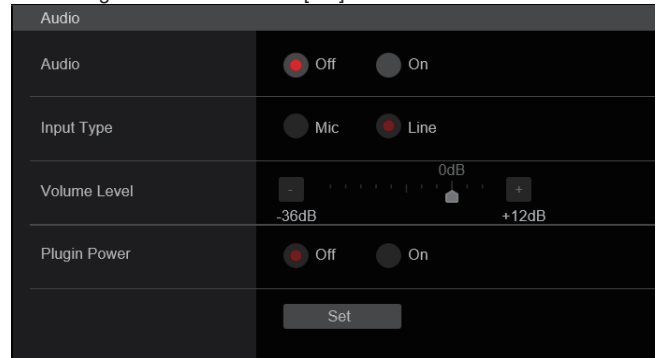 Audio
Audio Off On
Input Type Mic Line
0dB
Volume Level - +
-36dB +12dB
Plugin Power Off On
Set